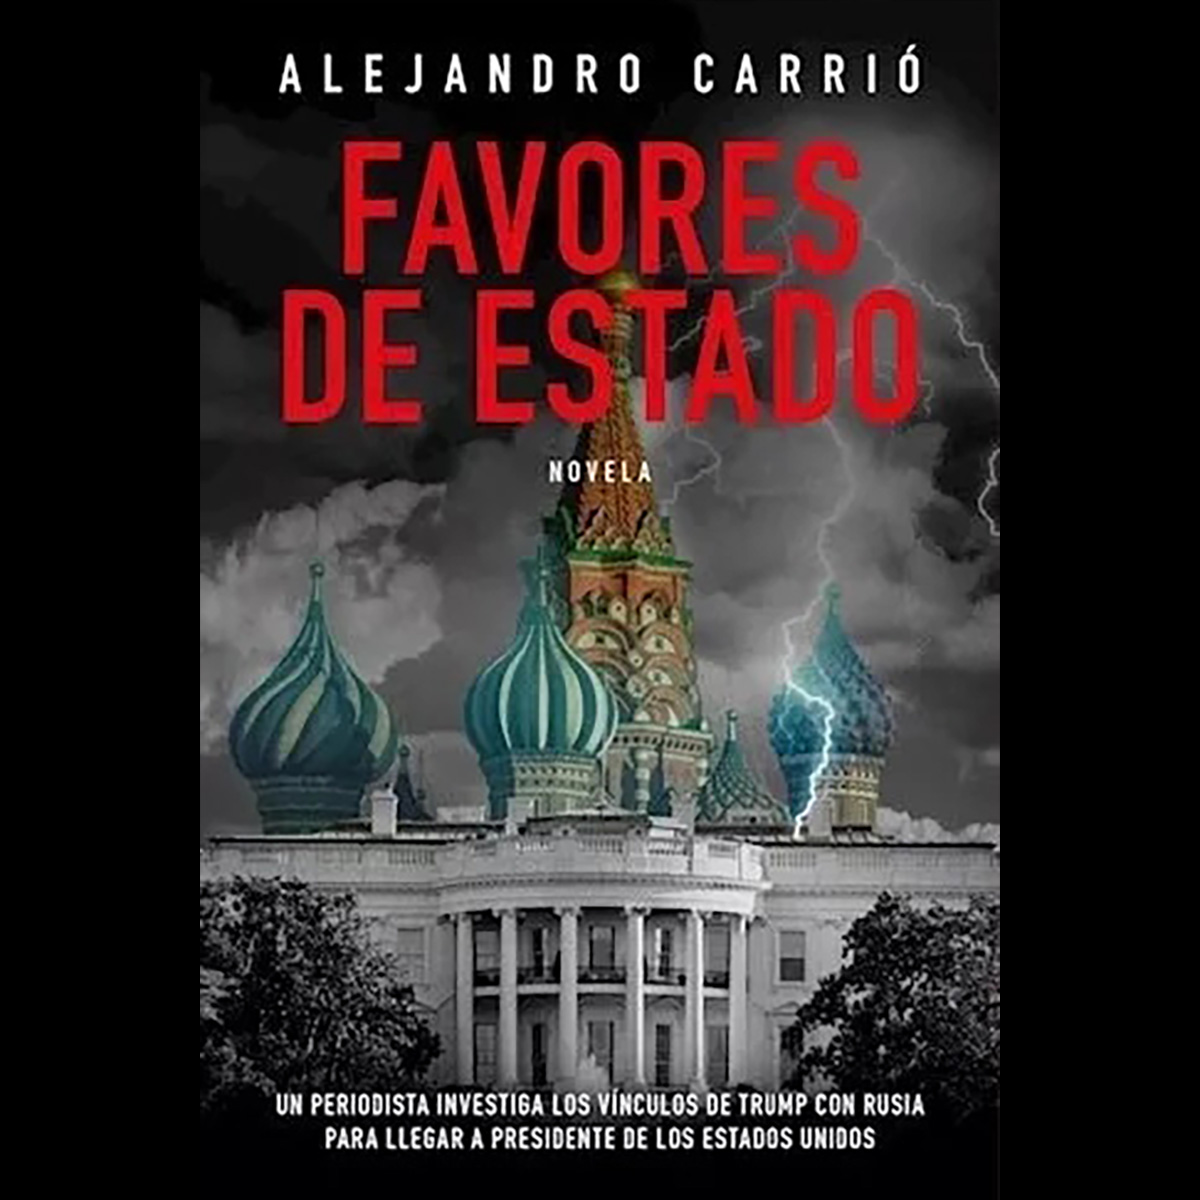 ALEJANDRO CARRIÓ
FAVORES
DE ESTADO
NOVELA
UN PERIODISTA INVESTIGA LOS VÍNCULOS DE TRUMP CON RUSIA
PARA LLEGAR A PRESIDENTE DE LOS ESTADOS UNIDOS